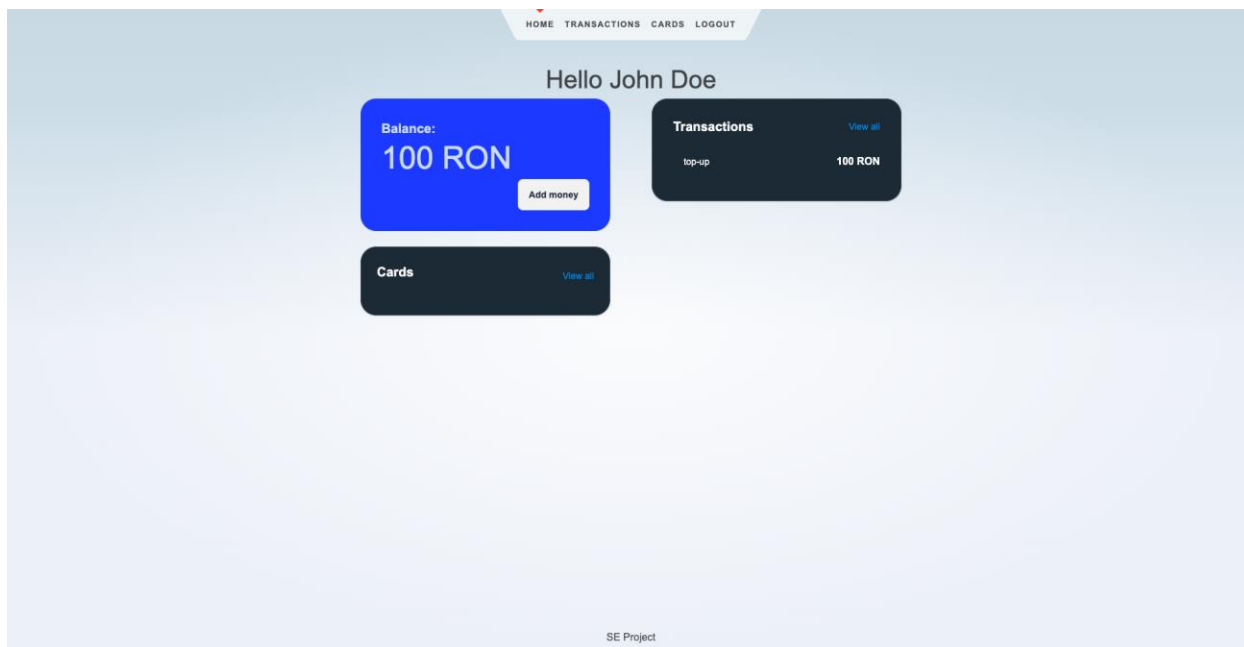 HOME TRANSACTIONS CARDS LOGOUT
Hello John Doe
Balance:
100 RON
Add money
Transactions View all
top-up 100 RON
Cards View all
SE Project